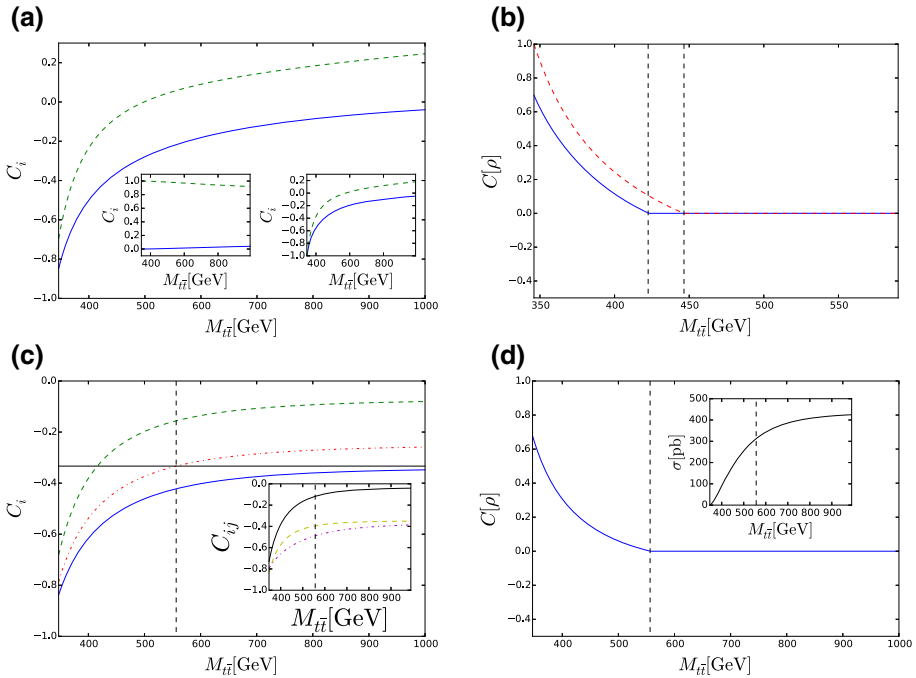 (a)
0.2
0.0
−0.2
−0.4
−0.6
−0.8
−1.0
C_i
400 500 600 700 800 900 1000
M_{tt̄}[GeV]
1.0
0.8
0.6
0.4
0.2
0.0
C_i
400 600 800
M_{tt̄}[GeV]
0.2
0.0
−0.2
−0.4
−0.6
−0.8
−1.0
C_i
400 600 800
M_{tt̄}[GeV]
(b)
1.0
0.8
0.6
0.4
0.2
0.0
−0.2
−0.4
C[ρ]
350 400 450 500 550
M_{tt̄}[GeV]
(c)
0.0
−0.2
−0.4
−0.6
−0.8
−1.0
C_i
400 500 600 700 800 900 1000
M_{tt̄}[GeV]
0.0
−0.2
−0.4
−0.6
−0.8
−1.0
C_{ij}
400 500 600 700 800 900
M_{tt̄}[GeV]
(d)
1.0
0.8
0.6
0.4
0.2
0.0
−0.2
−0.4
C[ρ]
400 500 600 700 800 900 1000
M_{tt̄}[GeV]
500
400
300
200
100
0
σ[pb]
400 500 600 700 800 900
M_{tt̄}[GeV]